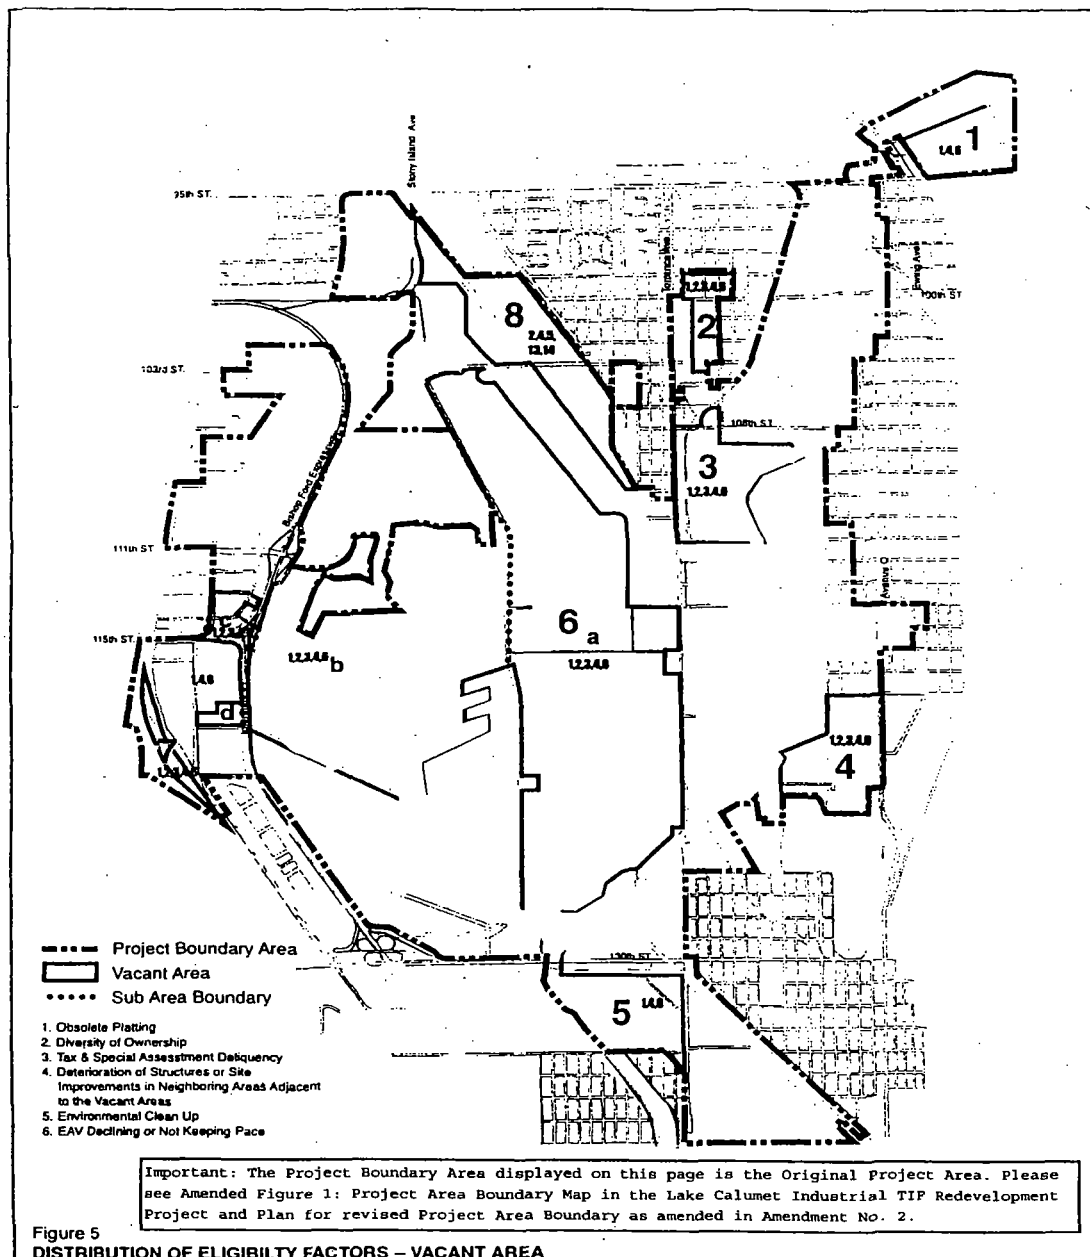 Stony Island Ave
1
1,4,6
95th ST.
Torrence Ave
Ewing Ave
1,2,3,4,6
100th ST.
8
2,4,5,
13,14
2
103rd ST.
106th ST.
3
1,2,3,4,6
Bishop Ford Expressway
111th ST.
Avenue O
115th ST.
6 a
1,2,3,4,6
1,2,3,4,6 b
1,4,6
d
1,2,3,4,6
4
130th ST.
5
1,4,6
Project Boundary Area
Vacant Area
Sub Area Boundary
1. Obsolete Platting
2. Diversity of Ownership
3. Tax & Special Assesstment Deliquency
4. Deterioration of Structures or Site
Improvements in Neighboring Areas Adjacent
to the Vacant Areas
5. Environmental Clean Up
6. EAV Declining or Not Keeping Pace
Important: The Project Boundary Area displayed on this page is the Original Project Area. Please
see Amended Figure 1: Project Area Boundary Map in the Lake Calumet Industrial TIF Redevelopment
Project and Plan for revised Project Area Boundary as amended in Amendment No. 2.
Figure 5
DISTRIBUTION OF ELIGIBILTY FACTORS – VACANT AREA